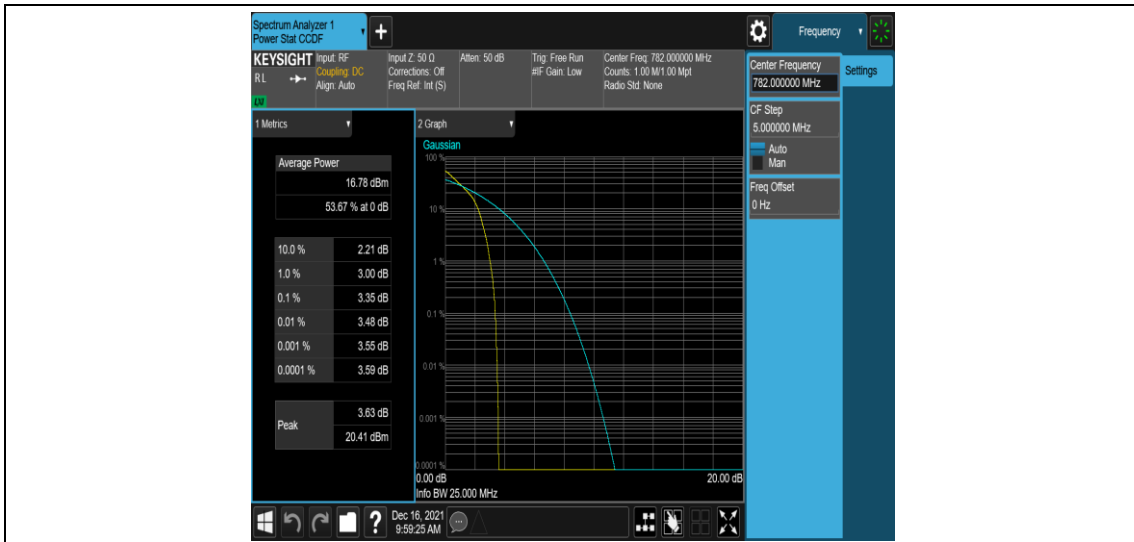 Spectrum Analyzer 1
Power Stat CCDF
+
Frequency
KEYSIGHT
RL
LXI
Input: RF
Coupling: DC
Align: Auto
Input Z: 50 Ω
Corrections: Off
Freq Ref: Int (S)
Atten: 50 dB
Trig: Free Run
#IF Gain: Low
Center Freq: 782.000000 MHz
Counts: 1.00 M/1.00 Mpt
Radio Std: None
Center Frequency
782.000000 MHz
Settings
CF Step
5.000000 MHz
Auto
Man
Freq Offset
0 Hz
1 Metrics
Average Power
16.78 dBm
53.67 % at 0 dB
10.0 % 2.21 dB
1.0 % 3.00 dB
0.1 % 3.35 dB
0.01 % 3.48 dB
0.001 % 3.55 dB
0.0001 % 3.59 dB
Peak
3.63 dB
20.41 dBm
2 Graph
Gaussian
100 %
10 %
1 %
0.1 %
0.01 %
0.001 %
0.0001 %
0.00 dB 20.00 dB
Info BW 25.000 MHz
?
Dec 16, 2021
9:59:25 AM